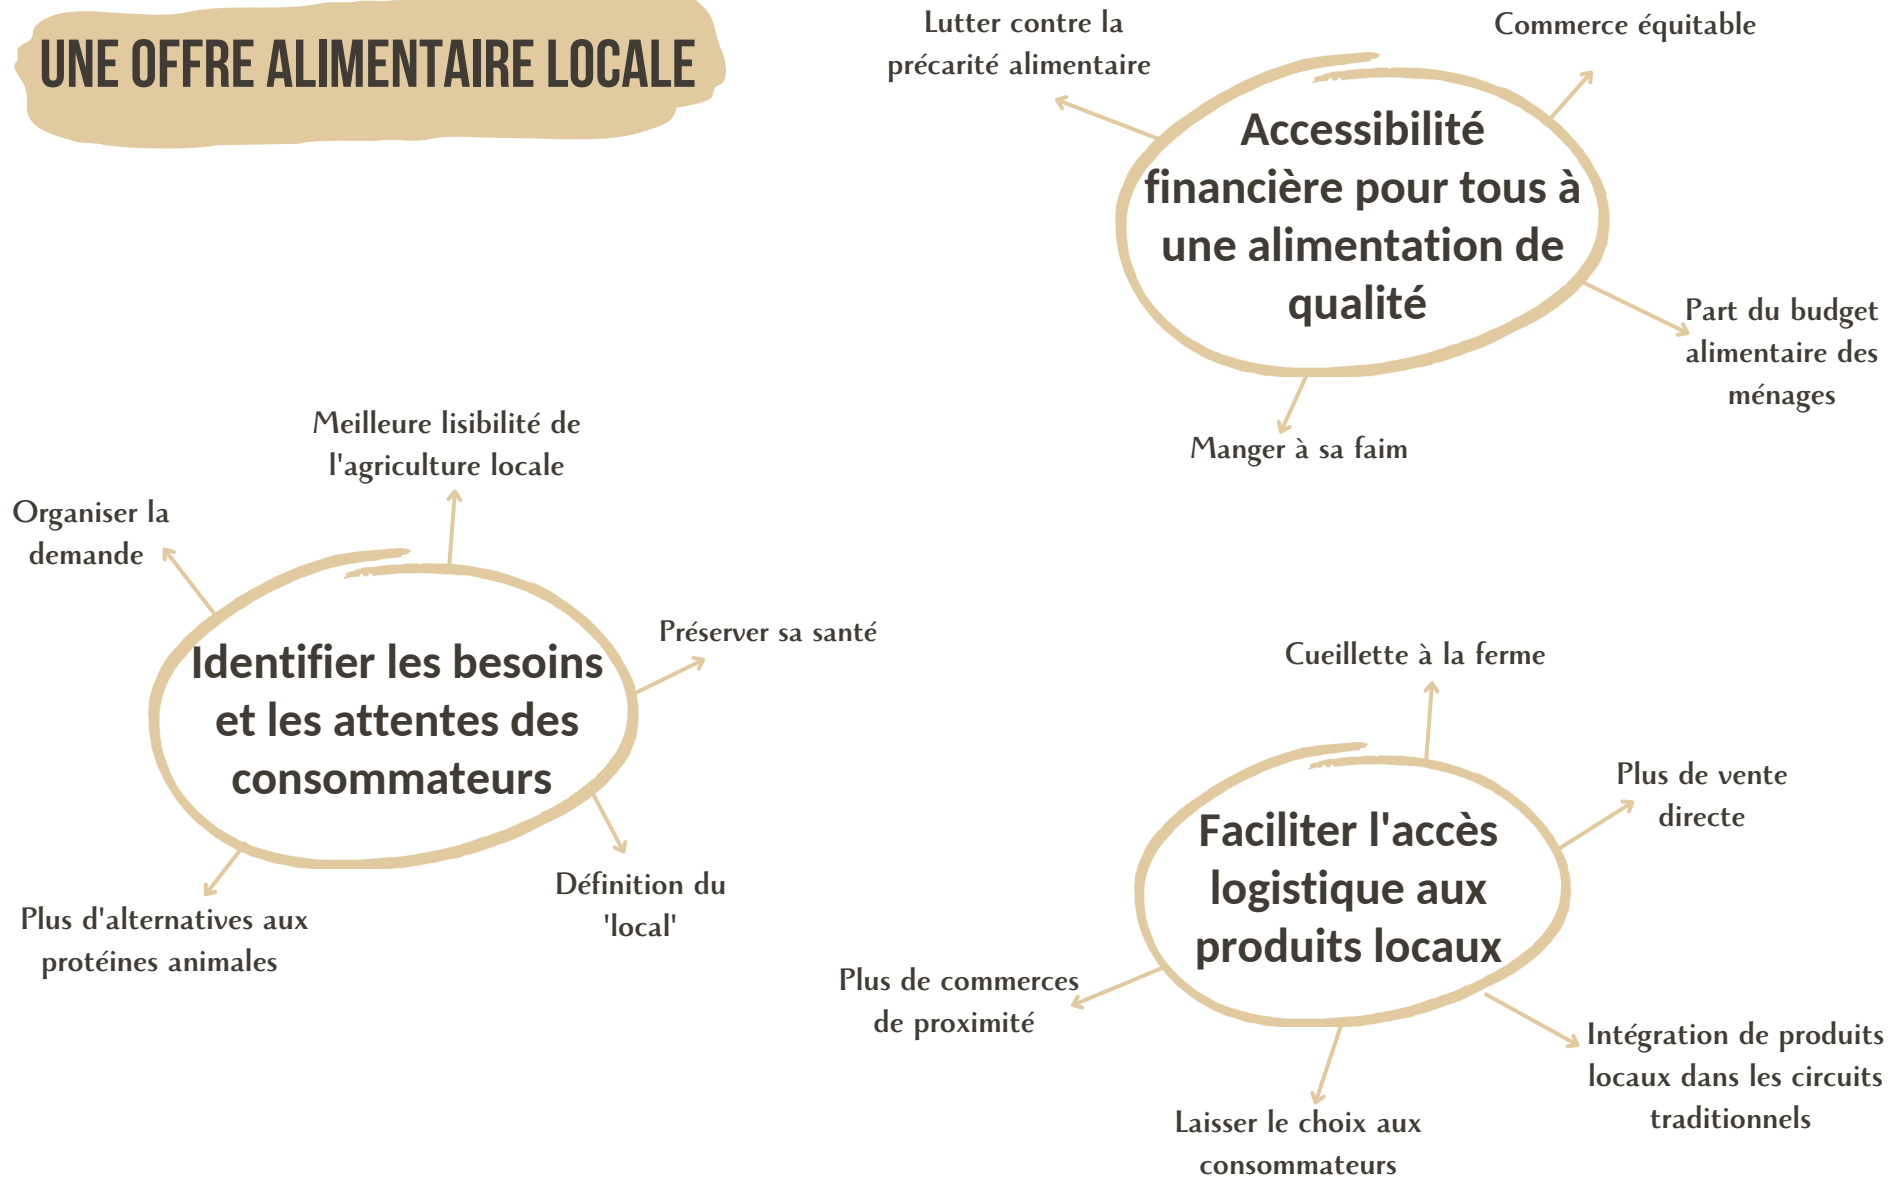 UNE OFFRE ALIMENTAIRE LOCALE
Lutter contre la
précarité alimentaire
Commerce équitable
Accessibilité
financière pour tous à
une alimentation de
qualité
Part du budget
alimentaire des
ménages
Manger à sa faim
Meilleure lisibilité de
l'agriculture locale
Organiser la
demande
Préserver sa santé
Identifier les besoins
et les attentes des
consommateurs
Définition du
'local'
Plus d'alternatives aux
protéines animales
Cueillette à la ferme
Plus de vente
directe
Faciliter l'accès
logistique aux
produits locaux
Plus de commerces
de proximité
Intégration de produits
locaux dans les circuits
traditionnels
Laisser le choix aux
consommateurs